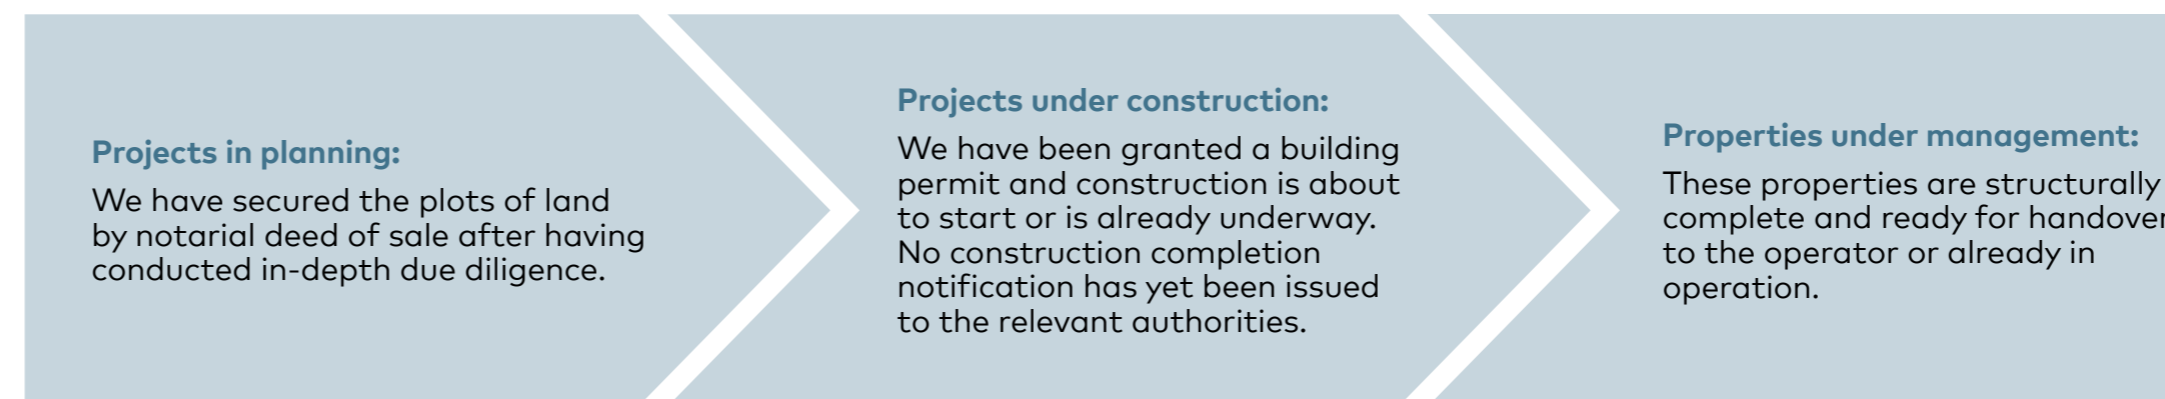 Projects in planning:
We have secured the plots of land
by notarial deed of sale after having
conducted in-depth due diligence.
Projects under construction:
We have been granted a building
permit and construction is about
to start or is already underway.
No construction completion
notification has yet been issued
to the relevant authorities.
Properties under management:
These properties are structurally
complete and ready for handover
to the operator or already in
operation.